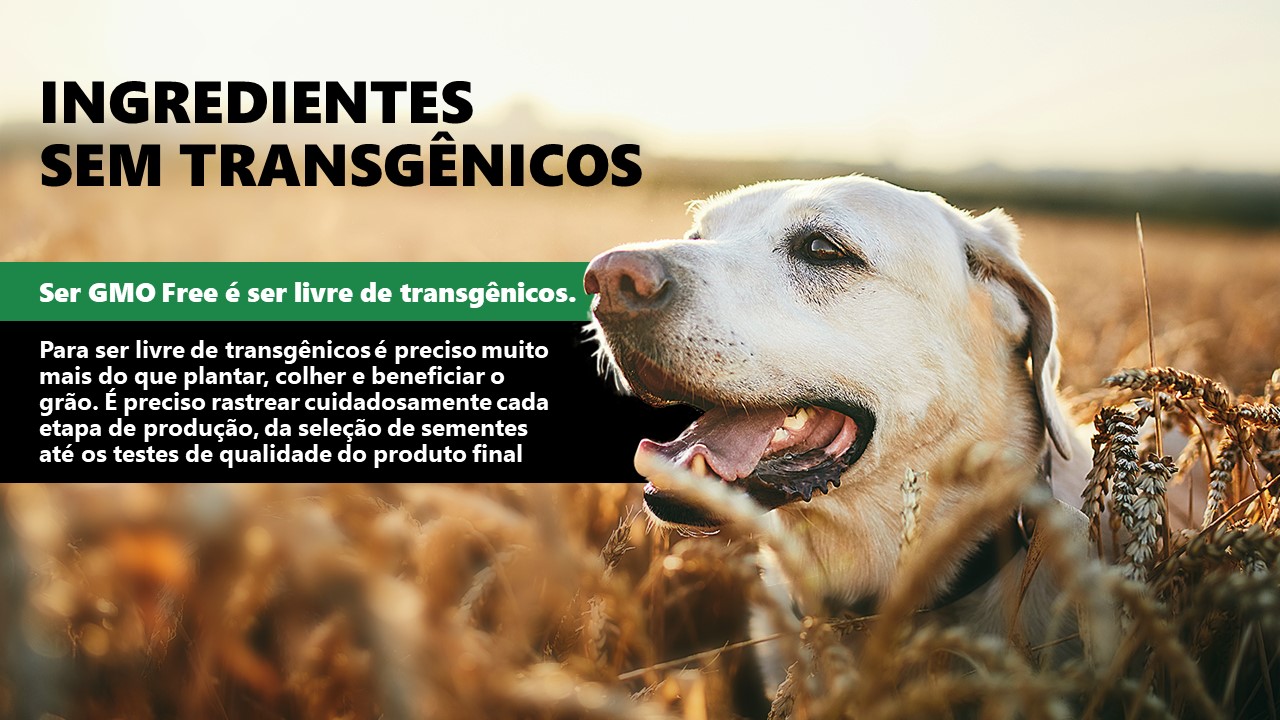 INGREDIENTES
SEM TRANSGÊNICOS
Ser GMO Free é ser livre de transgênicos.
Para ser livre de transgênicos é preciso muito
mais do que plantar, colher e beneficiar o
grão. É preciso rastrear cuidadosamente cada
etapa de produção, da seleção de sementes
até os testes de qualidade do produto final